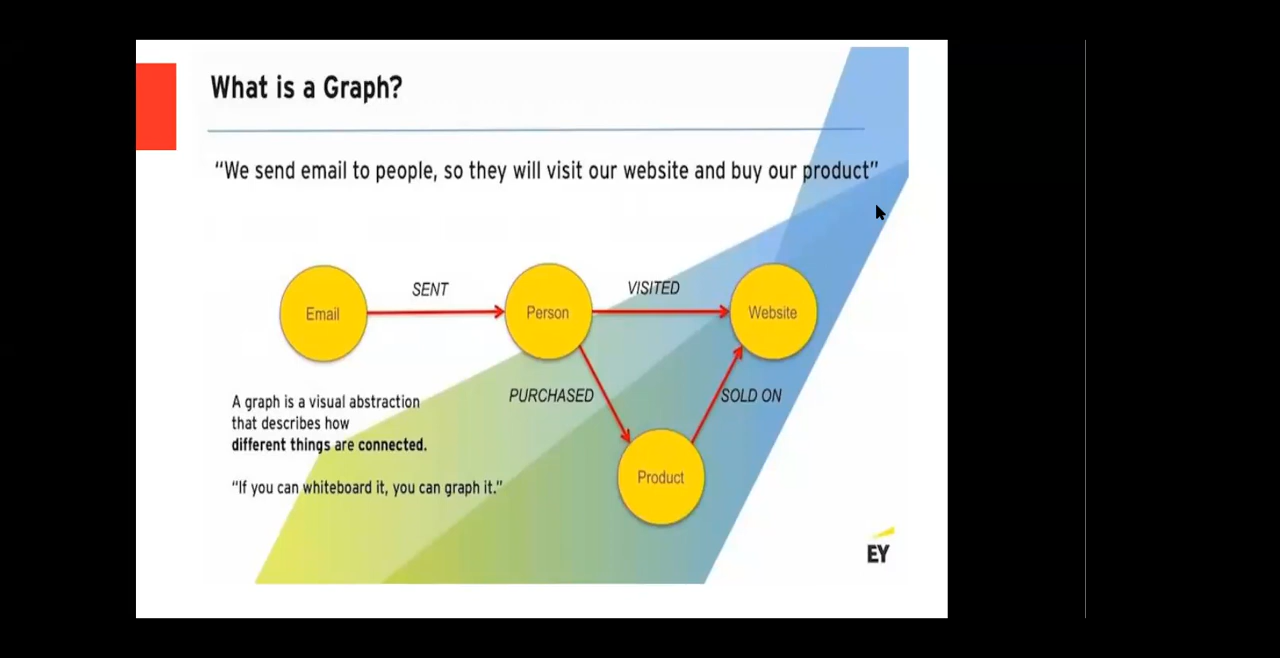 What is a Graph?
“We send email to people, so they will visit our website and buy our product”
SENT
VISITED
Email
Person
Website
PURCHASED
SOLD ON
A graph is a visual abstraction
that describes how
different things are connected.
Product
“If you can whiteboard it, you can graph it.”
EY